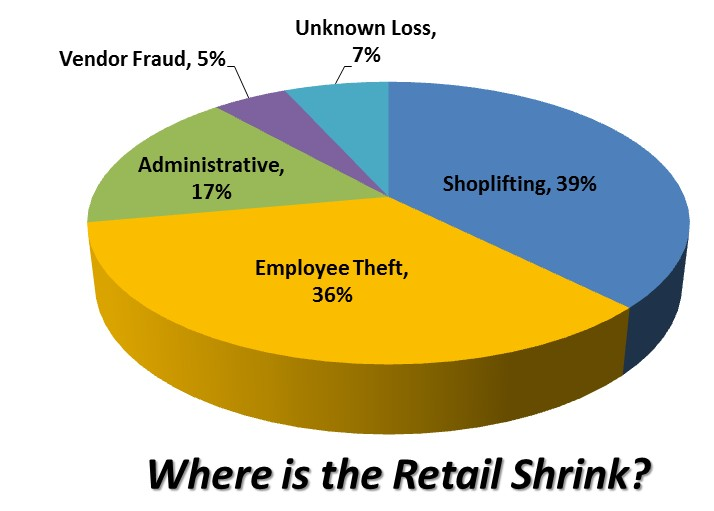 Unknown Loss,
7%
Vendor Fraud, 5%
Administrative,
17%
Shoplifting, 39%
Employee Theft,
36%
Where is the Retail Shrink?